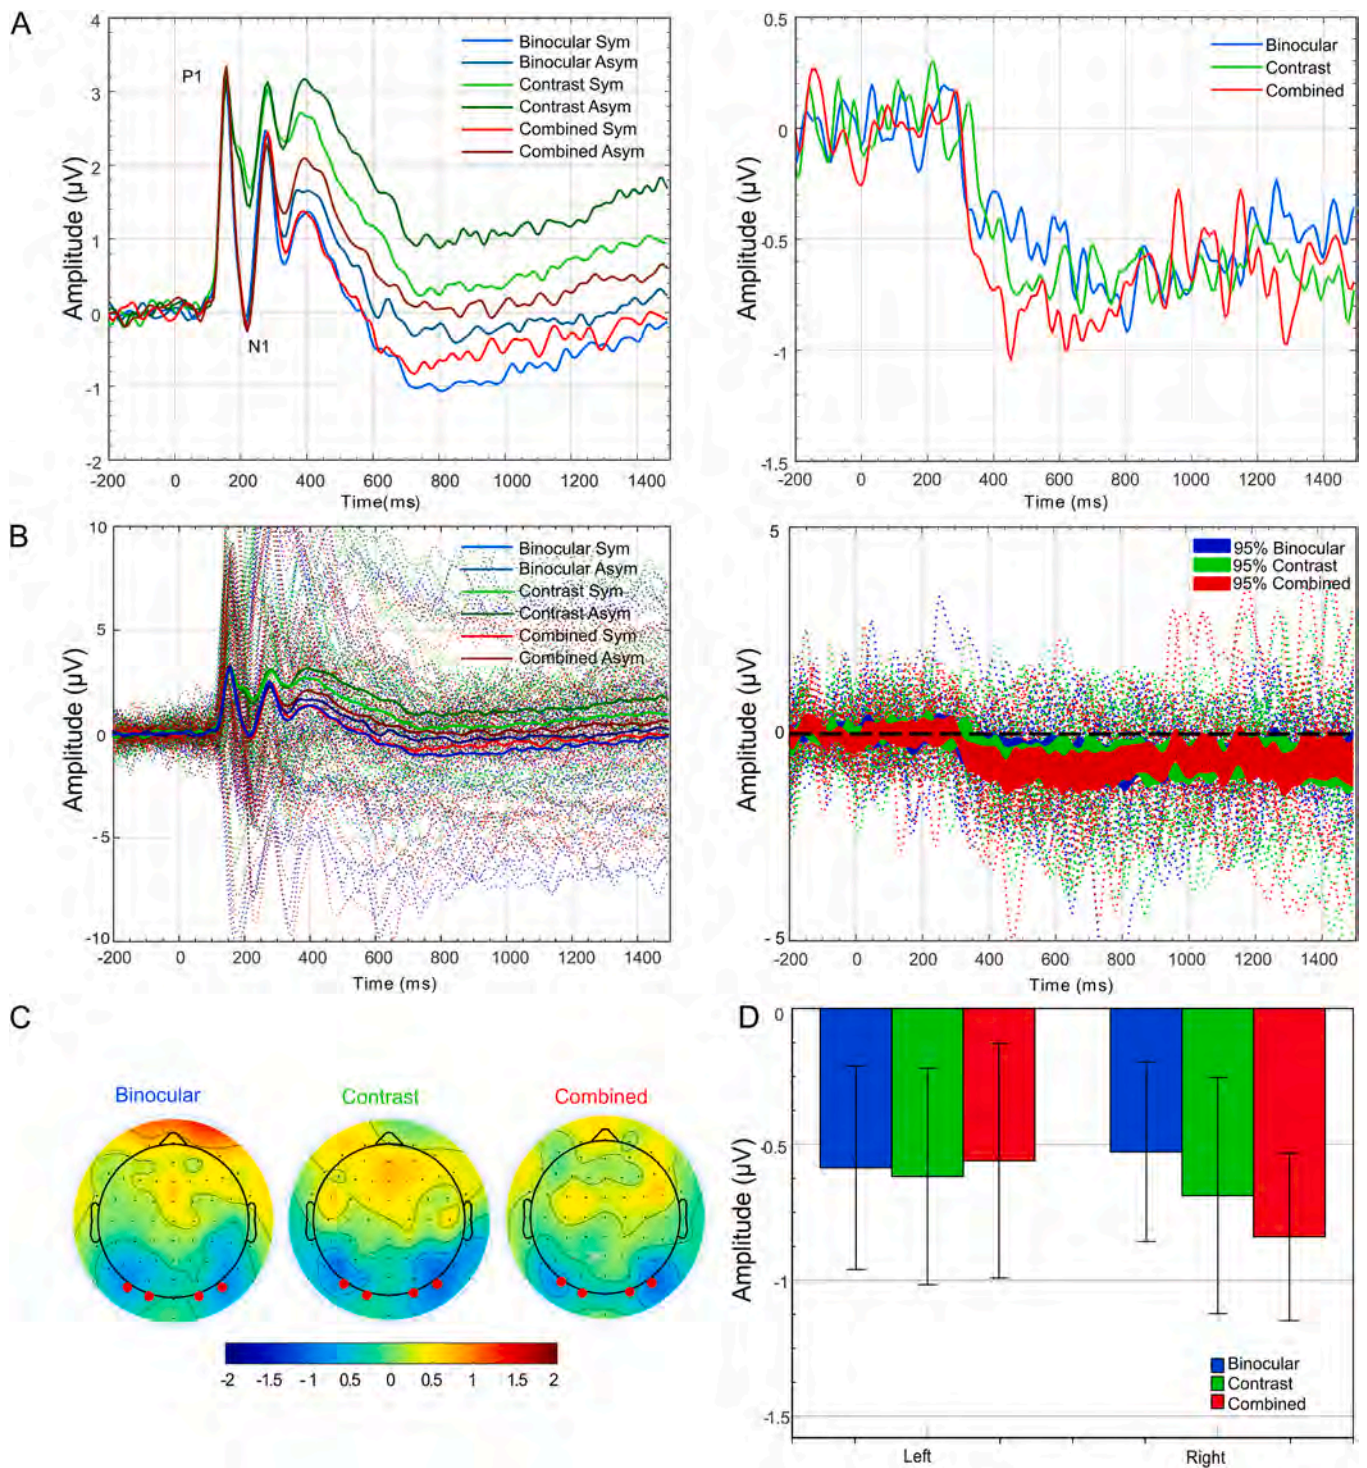 A
4
3
2
1
0
-1
-2
Amplitude (µV)
P1
N1
Binocular Sym
Binocular Asym
Contrast Sym
Contrast Asym
Combined Sym
Combined Asym
-200 0 200 400 600 800 1000 1200 1400
Time(ms)
0.5
0
-0.5
-1
-1.5
Amplitude (µV)
Binocular
Contrast
Combined
-200 0 200 400 600 800 1000 1200 1400
Time (ms)
B
10
5
0
-5
-10
Amplitude (µV)
Binocular Sym
Binocular Asym
Contrast Sym
Contrast Asym
Combined Sym
Combined Asym
-200 0 200 400 600 800 1000 1200 1400
Time (ms)
5
0
-5
Amplitude (µV)
95% Binocular
95% Contrast
95% Combined
-200 0 200 400 600 800 1000 1200 1400
Time (ms)
C
Binocular Contrast Combined
-2 -1.5 -1 0.5 0 0.5 1 1.5 2
D
0
-0.5
-1
-1.5
Amplitude (µV)
Binocular
Contrast
Combined
Left Right